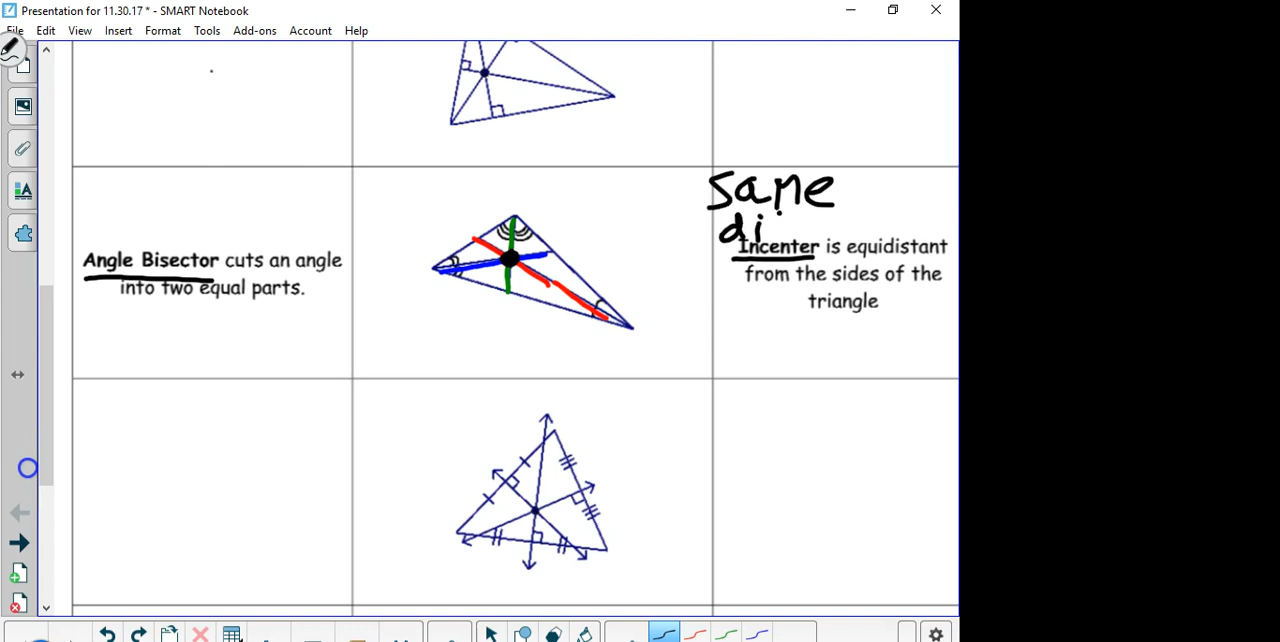 Presentation for 11.30.17 * - SMART Notebook
File Edit View Insert Format Tools Add-ons Account Help
same
di
Angle Bisector cuts an angle
into two equal parts.
Incenter is equidistant
from the sides of the
triangle